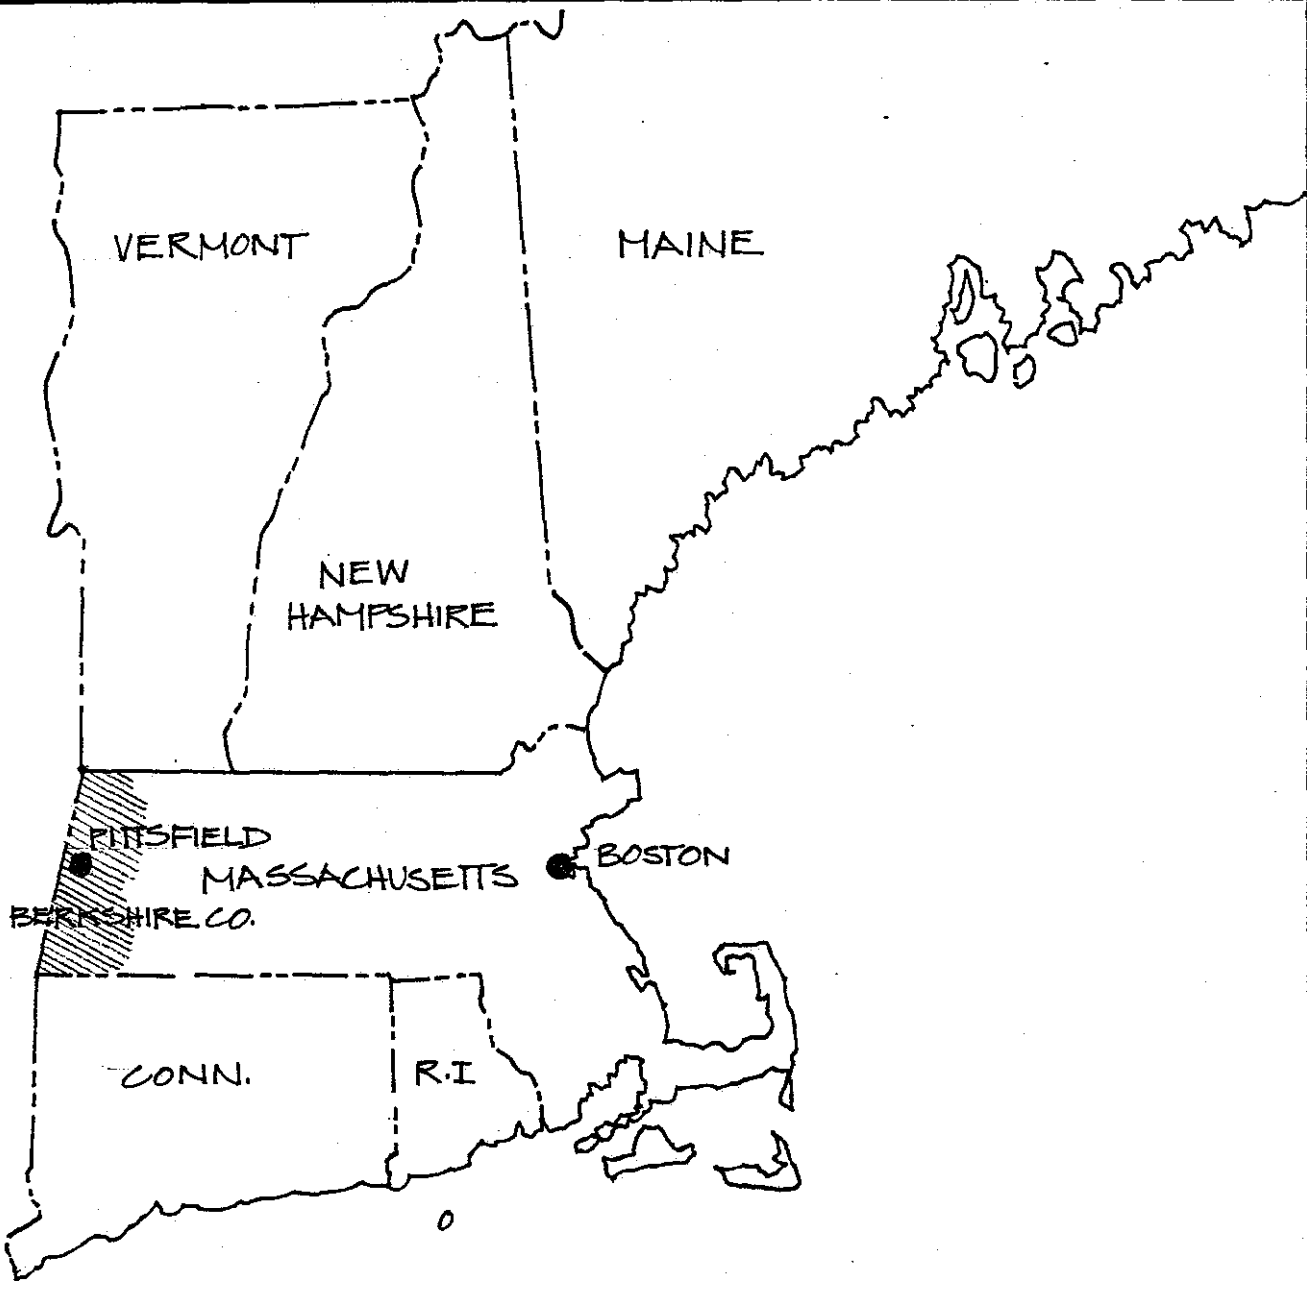 VERMONT
MAINE
NEW
HAMPSHIRE
PITTSFIELD
MASSACHUSETTS
BOSTON
BERKSHIRE CO.
CONN.
R.I